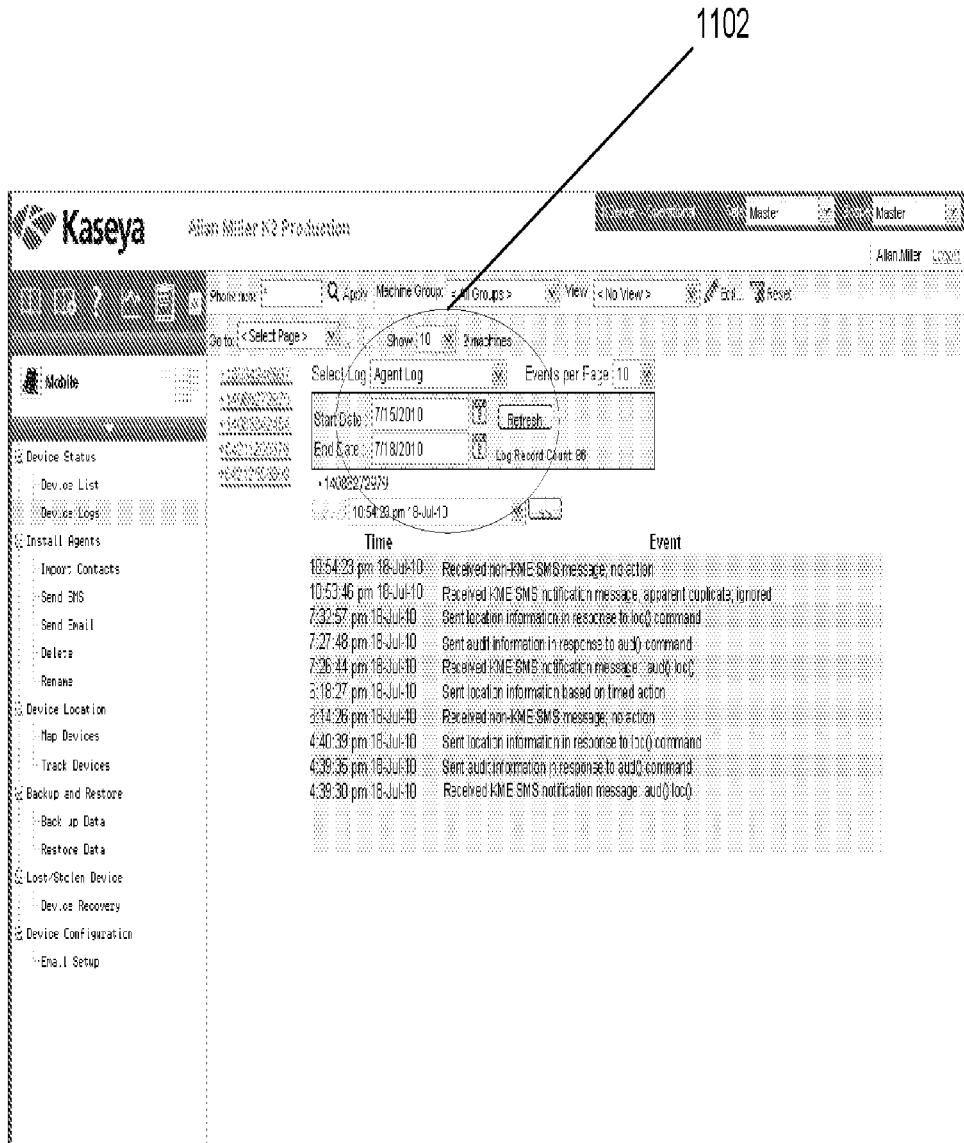 1102
Kaseya
Allan Miller K2 Production
Master
Master
Allan.Miller Logoff
Apply Machine Group: < All Groups > View < No View > Edit... Reset
Go to: < Select Page > Show 10 2 machines
Mobile
Select Log Agent Log Events per Page 10
Start Date : 7/15/2010 Refresh
End Date : 7/18/2010 Log Record Count: 86
+14088272979
10:54:23 pm 18-Jul-10 >>
Device Status
Device List
Device Logs
Install Agents
Import Contacts
Send SMS
Send Email
Delete
Rename
Device Location
Map Devices
Track Devices
Backup and Restore
Back up Data
Restore Data
Lost/Stolen Device
Device Recovery
Device Configuration
Email Setup
Time Event
10:54:23 pm 18-Jul-10 Received non-KME SMS message, no action
10:53:46 pm 18-Jul-10 Received KME SMS notification message, apparent duplicate, ignored
7:32:57 pm 18-Jul-10 Sent location information in response to loc() command
7:27:48 pm 18-Jul-10 Sent audit information in response to aud() command
7:26:44 pm 18-Jul-10 Received KME SMS notification message: aud() loc()
:18:27 pm 18-Jul-10 Sent location information based on timed action
:14:26 pm 18-Jul-10 Received non-KME SMS message, no action
4:40:39 pm 18-Jul-10 Sent location information in response to loc() command
4:39:35 pm 18-Jul-10 Sent audit information in response to aud() command
4:39:30 pm 18-Jul-10 Received KME SMS notification message: aud() loc()